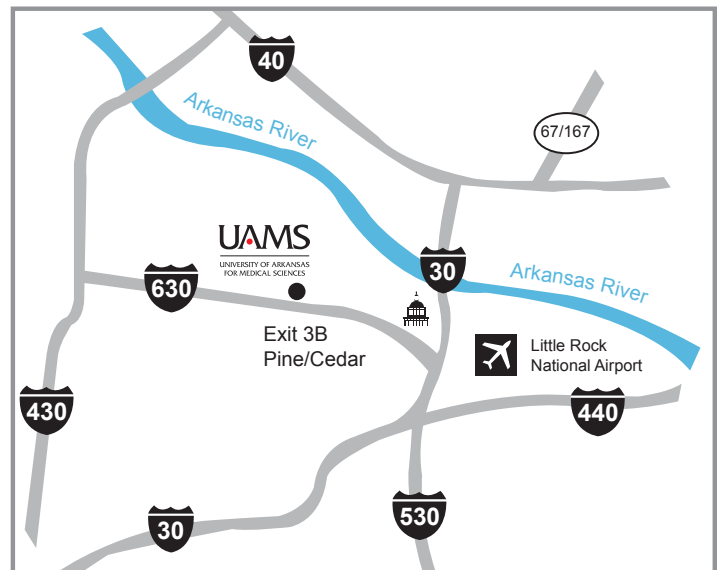 40
Arkansas River
67/167
UAMS
UNIVERSITY OF ARKANSAS
FOR MEDICAL SCIENCES
30
Arkansas River
630
Exit 3B
Pine/Cedar
Little Rock
National Airport
430
440
530
30